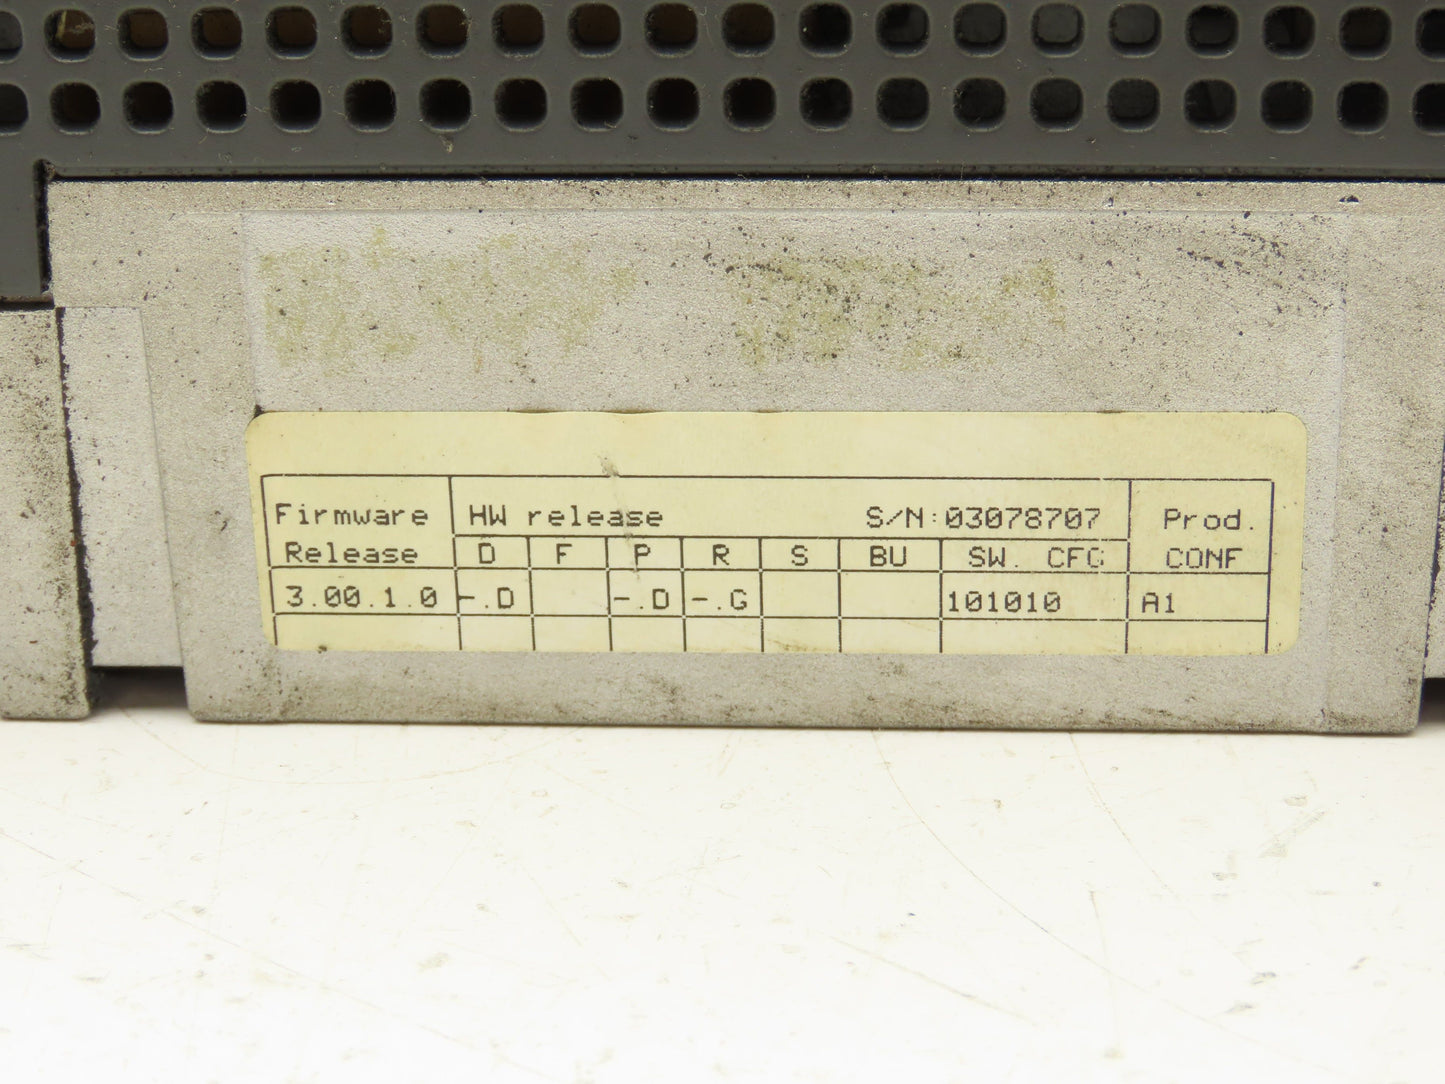 Firmware HW release S/N:03078707 Prod.
Release D F P R S BU SW. CFG CONF
3.00.1.0 -.D -.D -.G 101010 A1